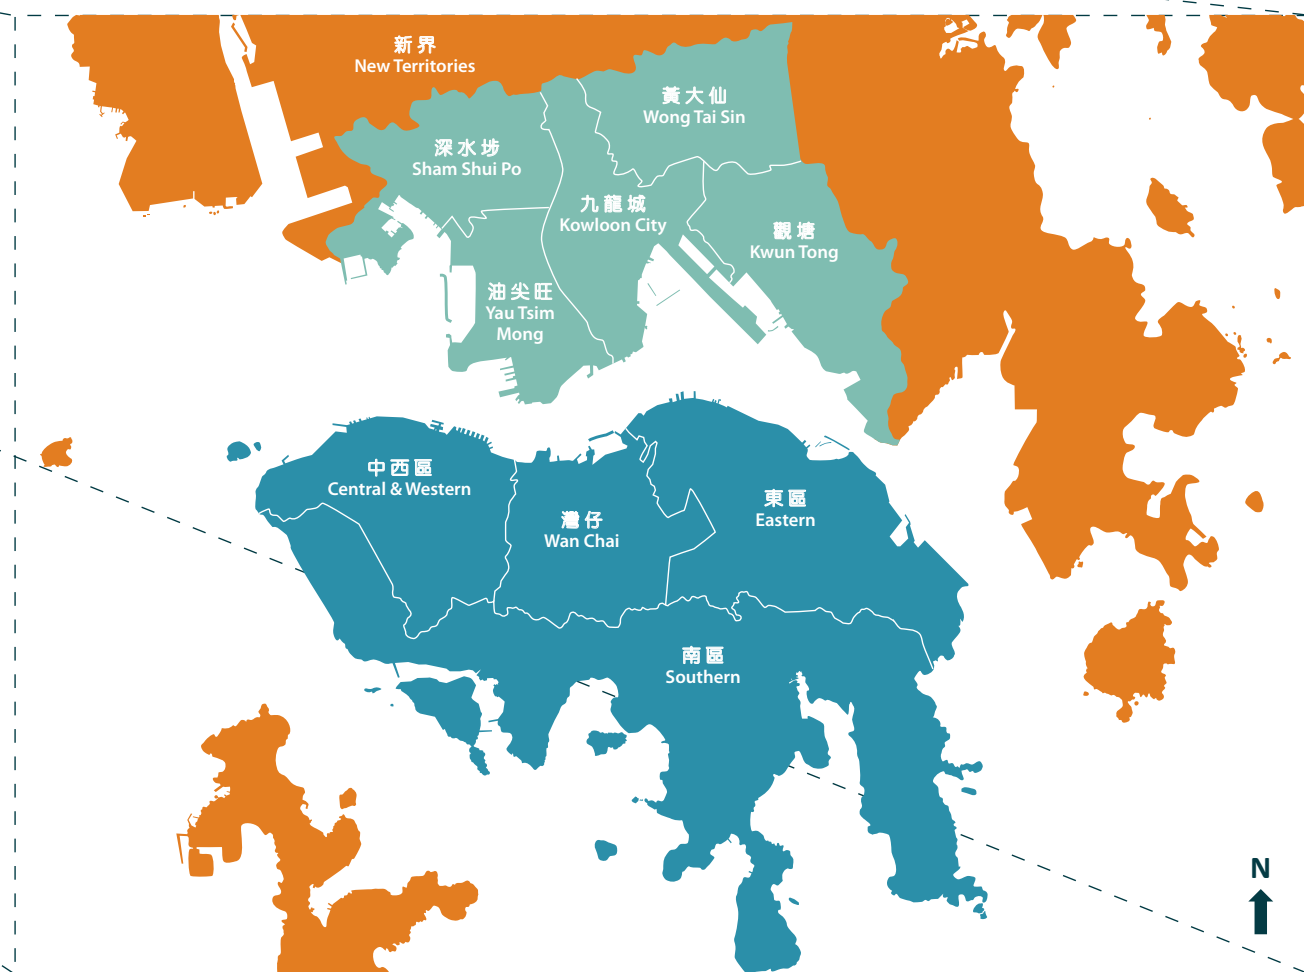 新界
New Territories
黃大仙
Wong Tai Sin
深水埗
Sham Shui Po
九龍城
Kowloon City
觀塘
Kwun Tong
油尖旺
Yau Tsim
Mong
中西區
Central & Western
灣仔
Wan Chai
東區
Eastern
南區
Southern
N